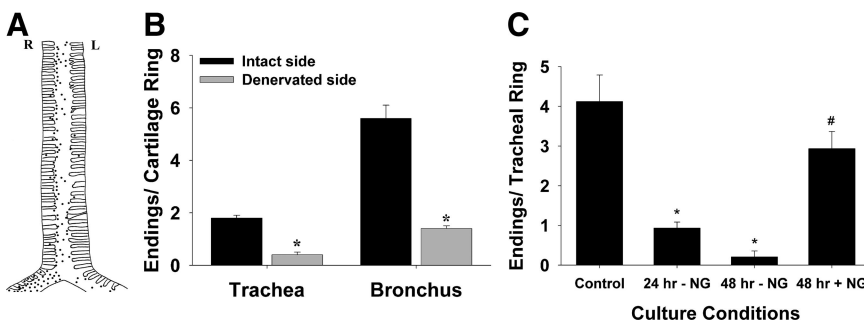 A
R
L
B
Endings/ Cartilage Ring
8
6
4
2
0
Intact side
Denervated side
*
*
Trachea
Bronchus
C
Endings/ Tracheal Ring
5
4
3
2
1
0
*
*
#
Control
24 hr - NG
48 hr - NG
48 hr + NG
Culture Conditions